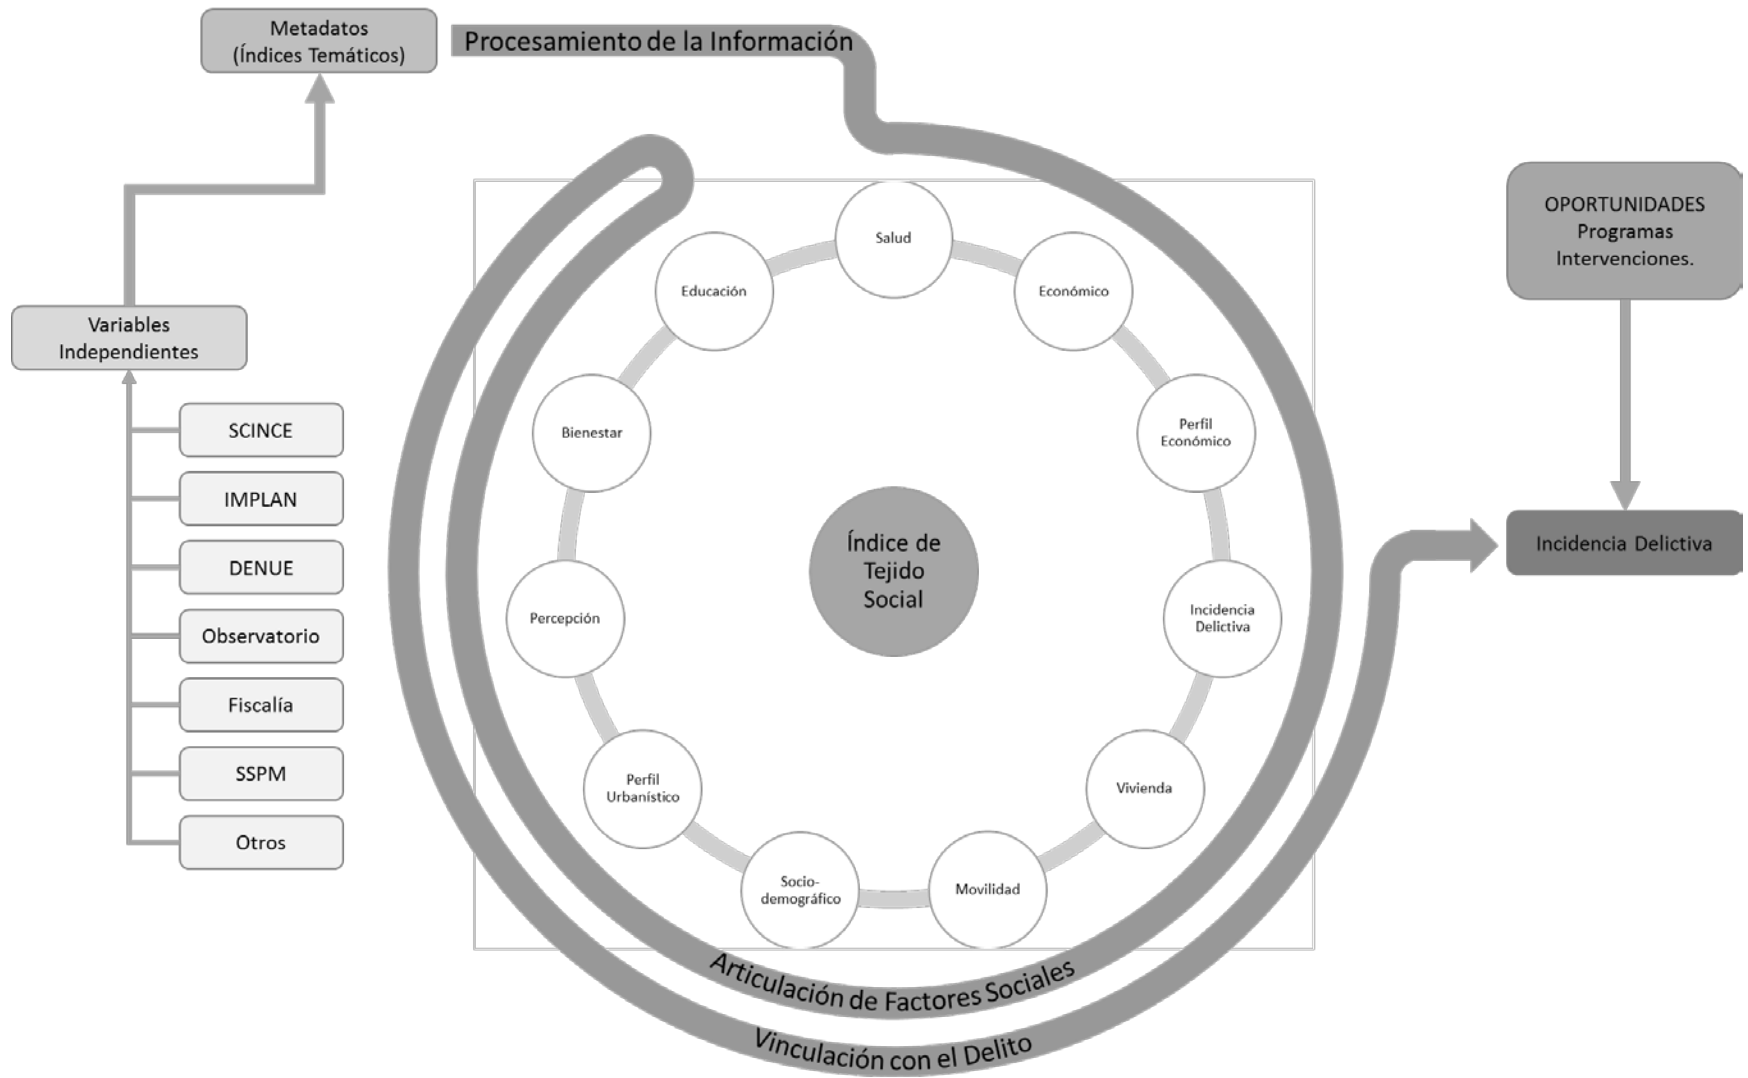 Metadatos
(Índices Temáticos)
Procesamiento de la Información
Variables
Independientes
SCINCE
IMPLAN
DENUE
Observatorio
Fiscalía
SSPM
Otros
Salud
Económico
Perfil
Económico
Incidencia
Delictiva
Vivienda
Movilidad
Socio-
demográfico
Perfil
Urbanístico
Percepción
Bienestar
Educación
Índice de
Tejido
Social
Articulación de Factores Sociales
Vinculación con el Delito
OPORTUNIDADES
Programas
Intervenciones.
Incidencia Delictiva